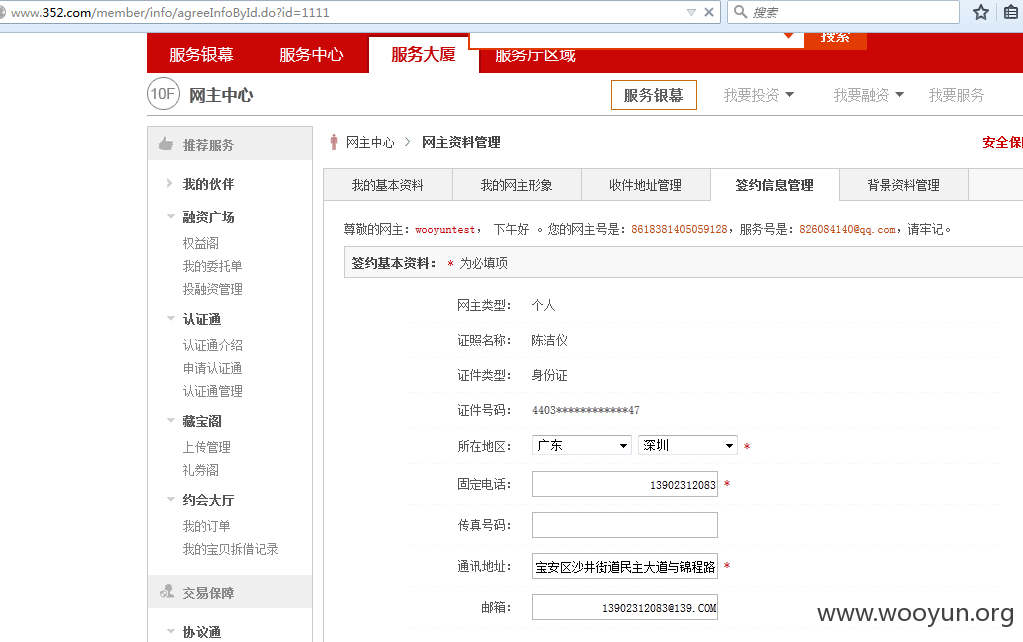 www.352.com/member/info/agreeInfoById.do?id=1111
搜索
服务银幕 服务中心 服务大厦 服务厅区域 搜索
10F 网主中心 服务银幕 我要投资 我要融资 我要服务
推荐服务
我的伙伴
融资广场
权益阁
我的委托单
投融资管理
认证通
认证通介绍
申请认证通
认证通管理
藏宝阁
上传管理
礼券阁
约会大厅
我的订单
我的宝贝拆借记录
交易保障
协议通
网主中心 > 网主资料管理 安全保
我的基本资料 我的网主形象 收件地址管理 签约信息管理 背景资料管理
尊敬的网主：wooyuntest， 下午好 。您的网主号是：8618381405059128，服务号是：826084140@qq.com，请牢记。
签约基本资料： * 为必填项
网主类型： 个人
证照名称： 陈洁仪
证件类型： 身份证
证件号码： 4403************47
所在地区： 广东 深圳 *
固定电话： 13902312083 *
传真号码：
通讯地址： 宝安区沙井街道民主大道与锦程路 *
邮箱： 13902312083@139.COM
www.wooyun.org